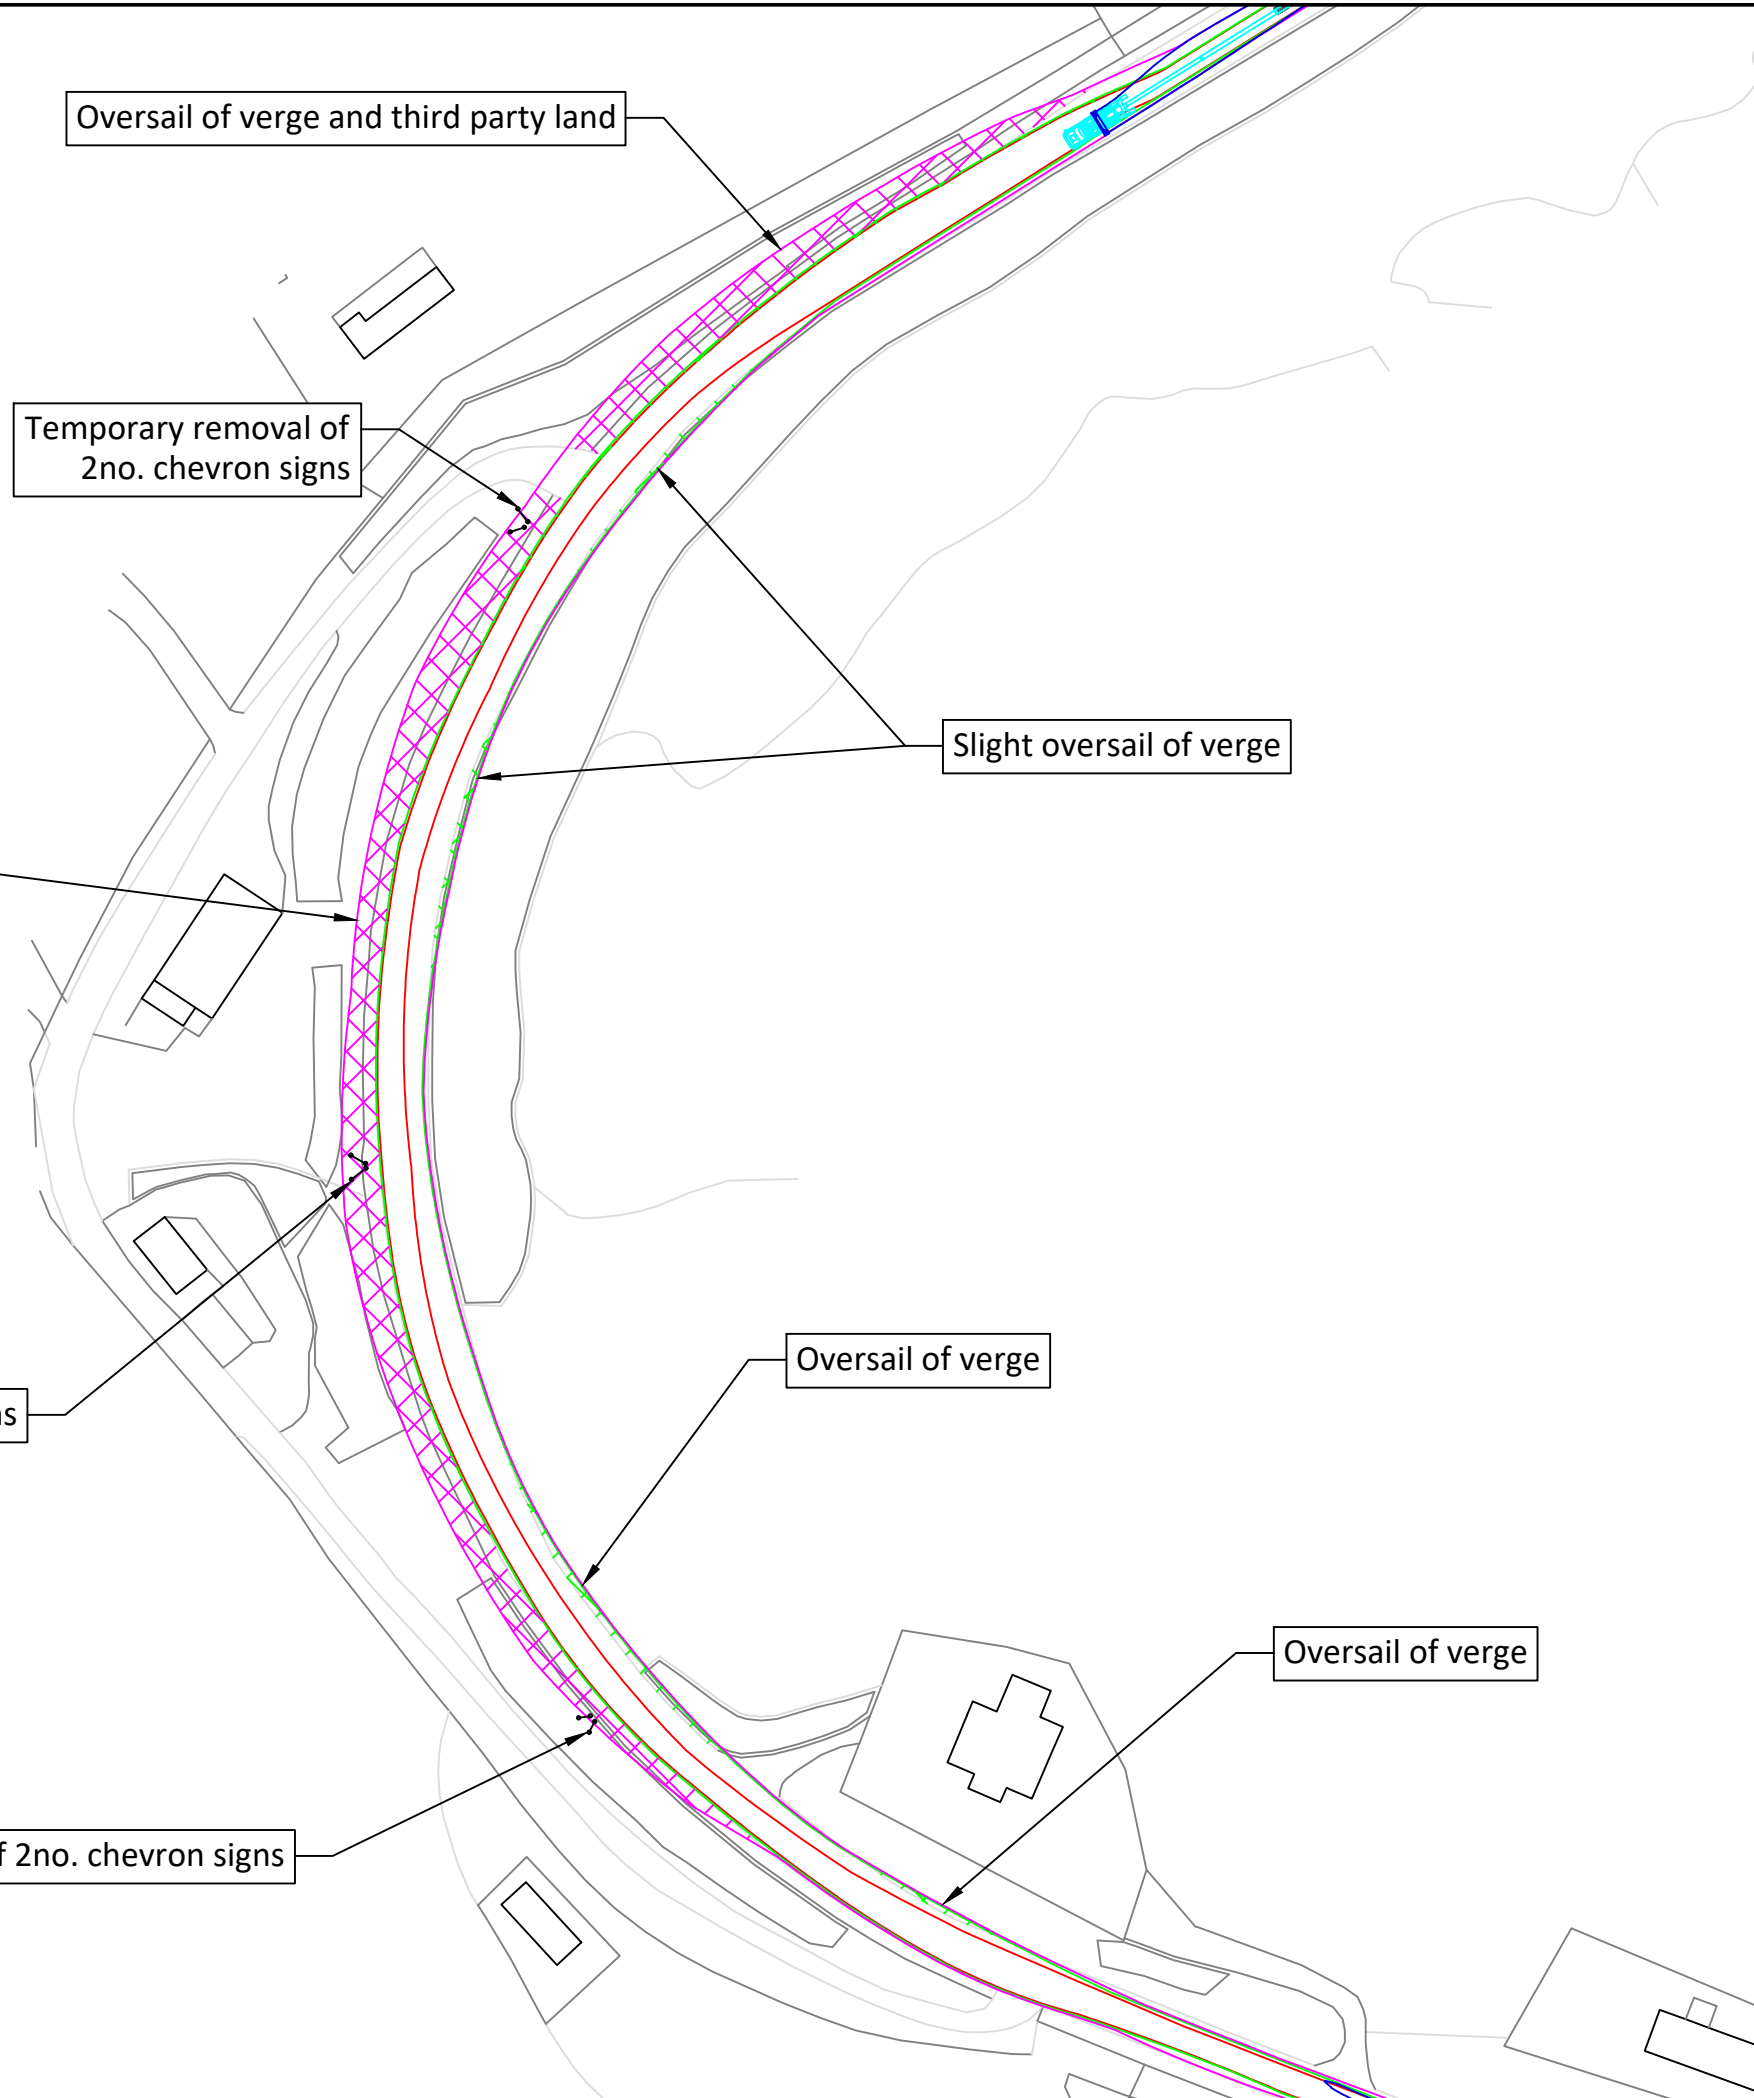 Oversail of verge and third party land
Temporary removal of
2no. chevron signs
Slight oversail of verge
Oversail of verge
Oversail of verge
2no. chevron signs